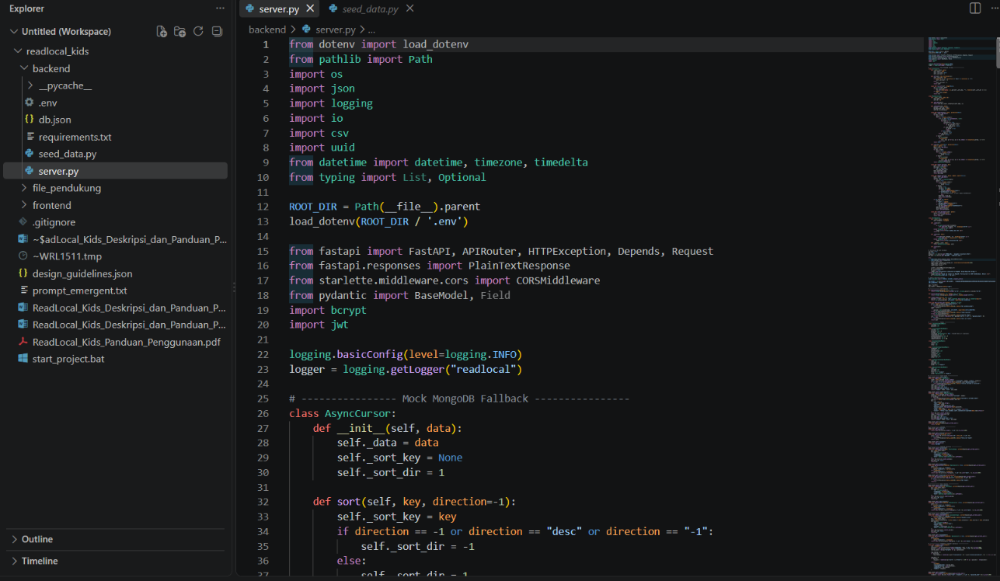 Explorer
Untitled (Workspace)
readlocal_kids
backend
__pycache__
.env
db.json
requirements.txt
seed_data.py
server.py
file_pendukung
frontend
.gitignore
~$adLocal_Kids_Deskripsi_dan_Panduan_P...
~WRL1511.tmp
design_guidelines.json
prompt_emergent.txt
ReadLocal_Kids_Deskripsi_dan_Panduan_P...
ReadLocal_Kids_Deskripsi_dan_Panduan_P...
ReadLocal_Kids_Panduan_Penggunaan.pdf
start_project.bat
Outline
Timeline
server.py seed_data.py
backend > server.py > ...
1 from dotenv import load_dotenv
2 from pathlib import Path
3 import os
4 import json
5 import logging
6 import io
7 import csv
8 import uuid
9 from datetime import datetime, timezone, timedelta
10 from typing import List, Optional
11
12 ROOT_DIR = Path(__file__).parent
13 load_dotenv(ROOT_DIR / '.env')
14
15 from fastapi import FastAPI, APIRouter, HTTPException, Depends, Request
16 from fastapi.responses import PlainTextResponse
17 from starlette.middleware.cors import CORSMiddleware
18 from pydantic import BaseModel, Field
19 import bcrypt
20 import jwt
21
22 logging.basicConfig(level=logging.INFO)
23 logger = logging.getLogger("readlocal")
24
25 # ---------------- Mock MongoDB Fallback ----------------
26 class AsyncCursor:
27     def __init__(self, data):
28         self._data = data
29         self._sort_key = None
30         self._sort_dir = 1
31
32     def sort(self, key, direction=-1):
33         self._sort_key = key
34         if direction == -1 or direction == "desc" or direction == "-1":
35             self._sort_dir = -1
36         else:
37             self._sort_dir = 1